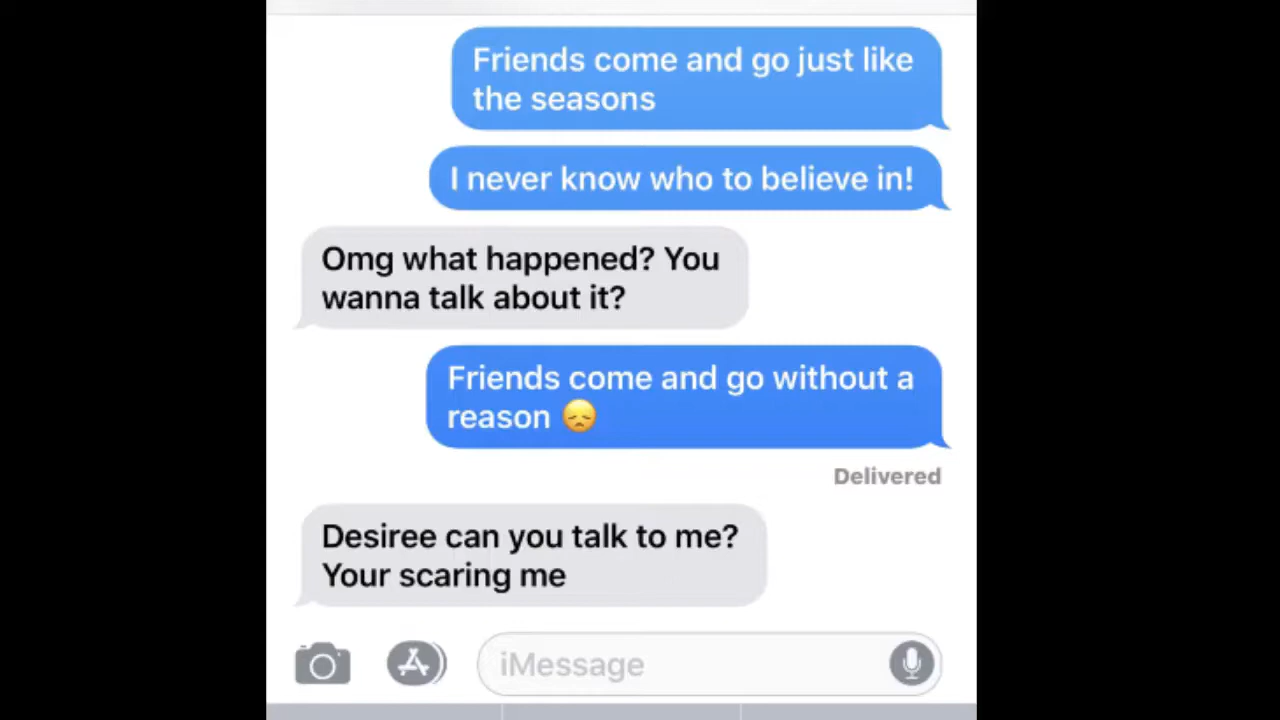 Friends come and go just like
the seasons
I never know who to believe in!
Omg what happened? You
wanna talk about it?
Friends come and go without a
reason 😞
Delivered
Desiree can you talk to me?
Your scaring me
iMessage